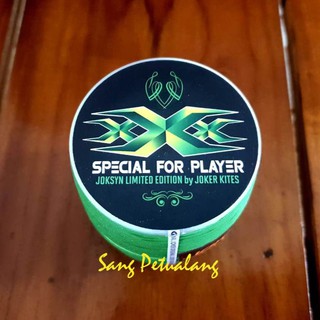 SPECIAL FOR PLAYER
JOKSYN LIMITED EDITION by JOKER KITES
Sang Petualang